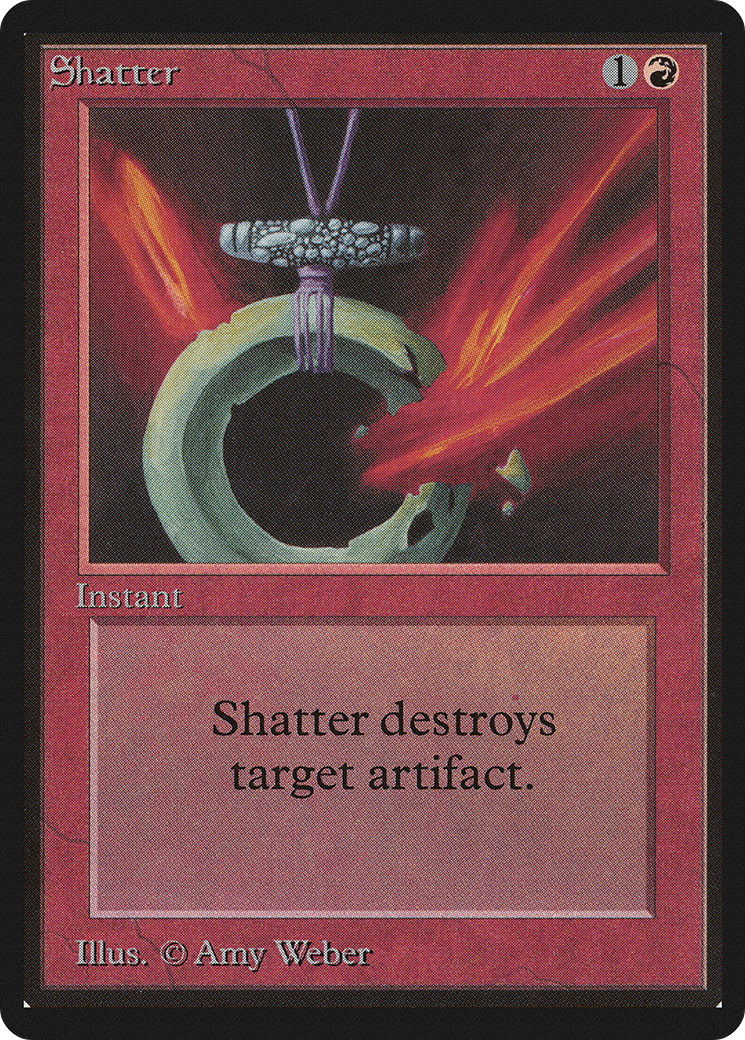 Shatter 1
Instant
Shatter destroys
target artifact.
Illus. © Amy Weber